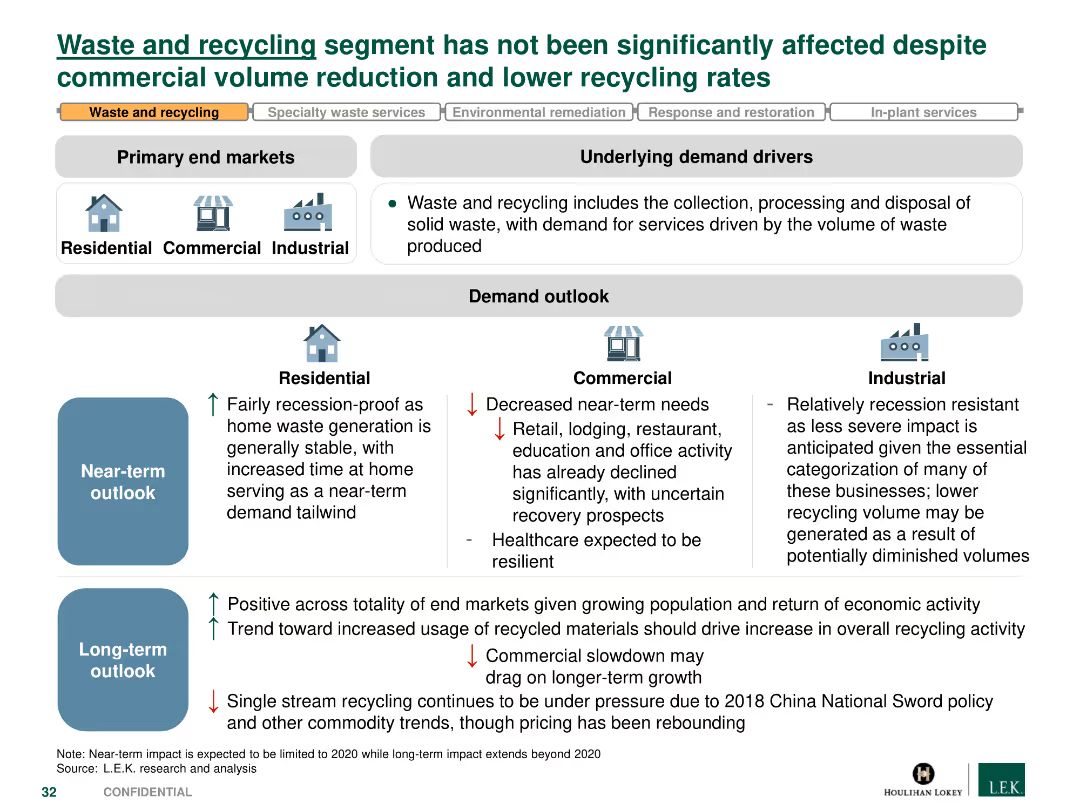 Waste and recycling segment has not been significantly affected despite
commercial volume reduction and lower recycling rates
Waste and recycling
Specialty waste services
Environmental remediation
Response and restoration
In-plant services
Primary end markets
Underlying demand drivers
Residential
Commercial
Industrial
● Waste and recycling includes the collection, processing and disposal of
solid waste, with demand for services driven by the volume of waste
produced
Demand outlook
Residential
Commercial
Industrial
Near-term
outlook
↑ Fairly recession-proof as
home waste generation is
generally stable, with
increased time at home
serving as a near-term
demand tailwind
↓ Decreased near-term needs
↓ Retail, lodging, restaurant,
education and office activity
has already declined
significantly, with uncertain
recovery prospects
- Healthcare expected to be
resilient
- Relatively recession resistant
as less severe impact is
anticipated given the essential
categorization of many of
these businesses; lower
recycling volume may be
generated as a result of
potentially diminished volumes
Long-term
outlook
↑ Positive across totality of end markets given growing population and return of economic activity
↑ Trend toward increased usage of recycled materials should drive increase in overall recycling activity
↓ Commercial slowdown may
drag on longer-term growth
↓ Single stream recycling continues to be under pressure due to 2018 China National Sword policy
and other commodity trends, though pricing has been rebounding
Note: Near-term impact is expected to be limited to 2020 while long-term impact extends beyond 2020
Source: L.E.K. research and analysis
32
CONFIDENTIAL
HOULIHAN LOKEY
L.E.K.